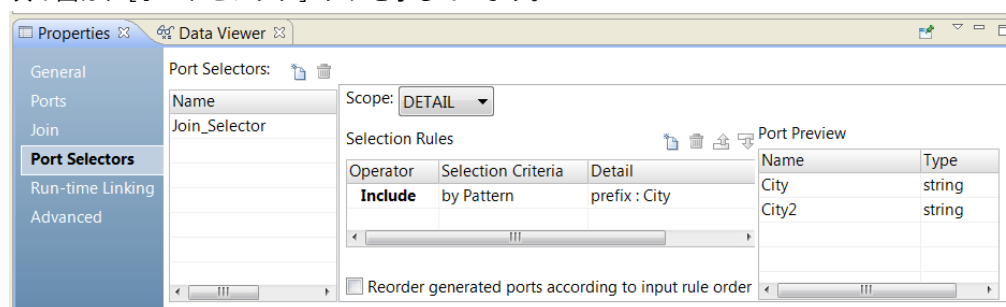 Properties Data Viewer
General
Ports
Join
Port Selectors
Run-time Linking
Advanced
Port Selectors:
Name
Join_Selector
Scope: DETAIL
Selection Rules
Operator Selection Criteria Detail
Include by Pattern prefix : City
Reorder generated ports according to input rule order
Port Preview
Name Type
City string
City2 string